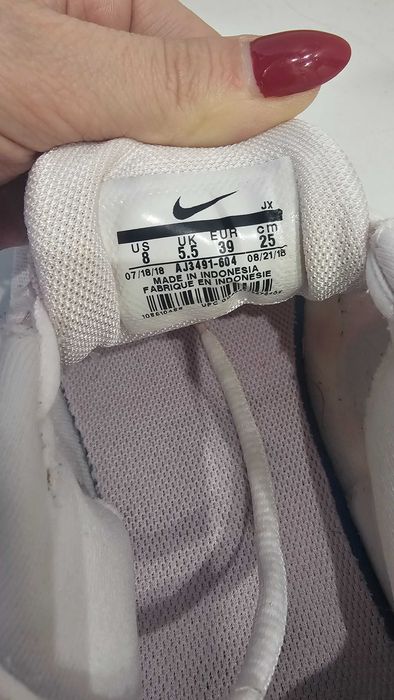 JX
US UK EUR cm
8 5.5 39 25
07/18/18 AJ3491-604 08/21/18
MADE IN INDONESIA
FABRIQUE EN INDONESIE
UPC